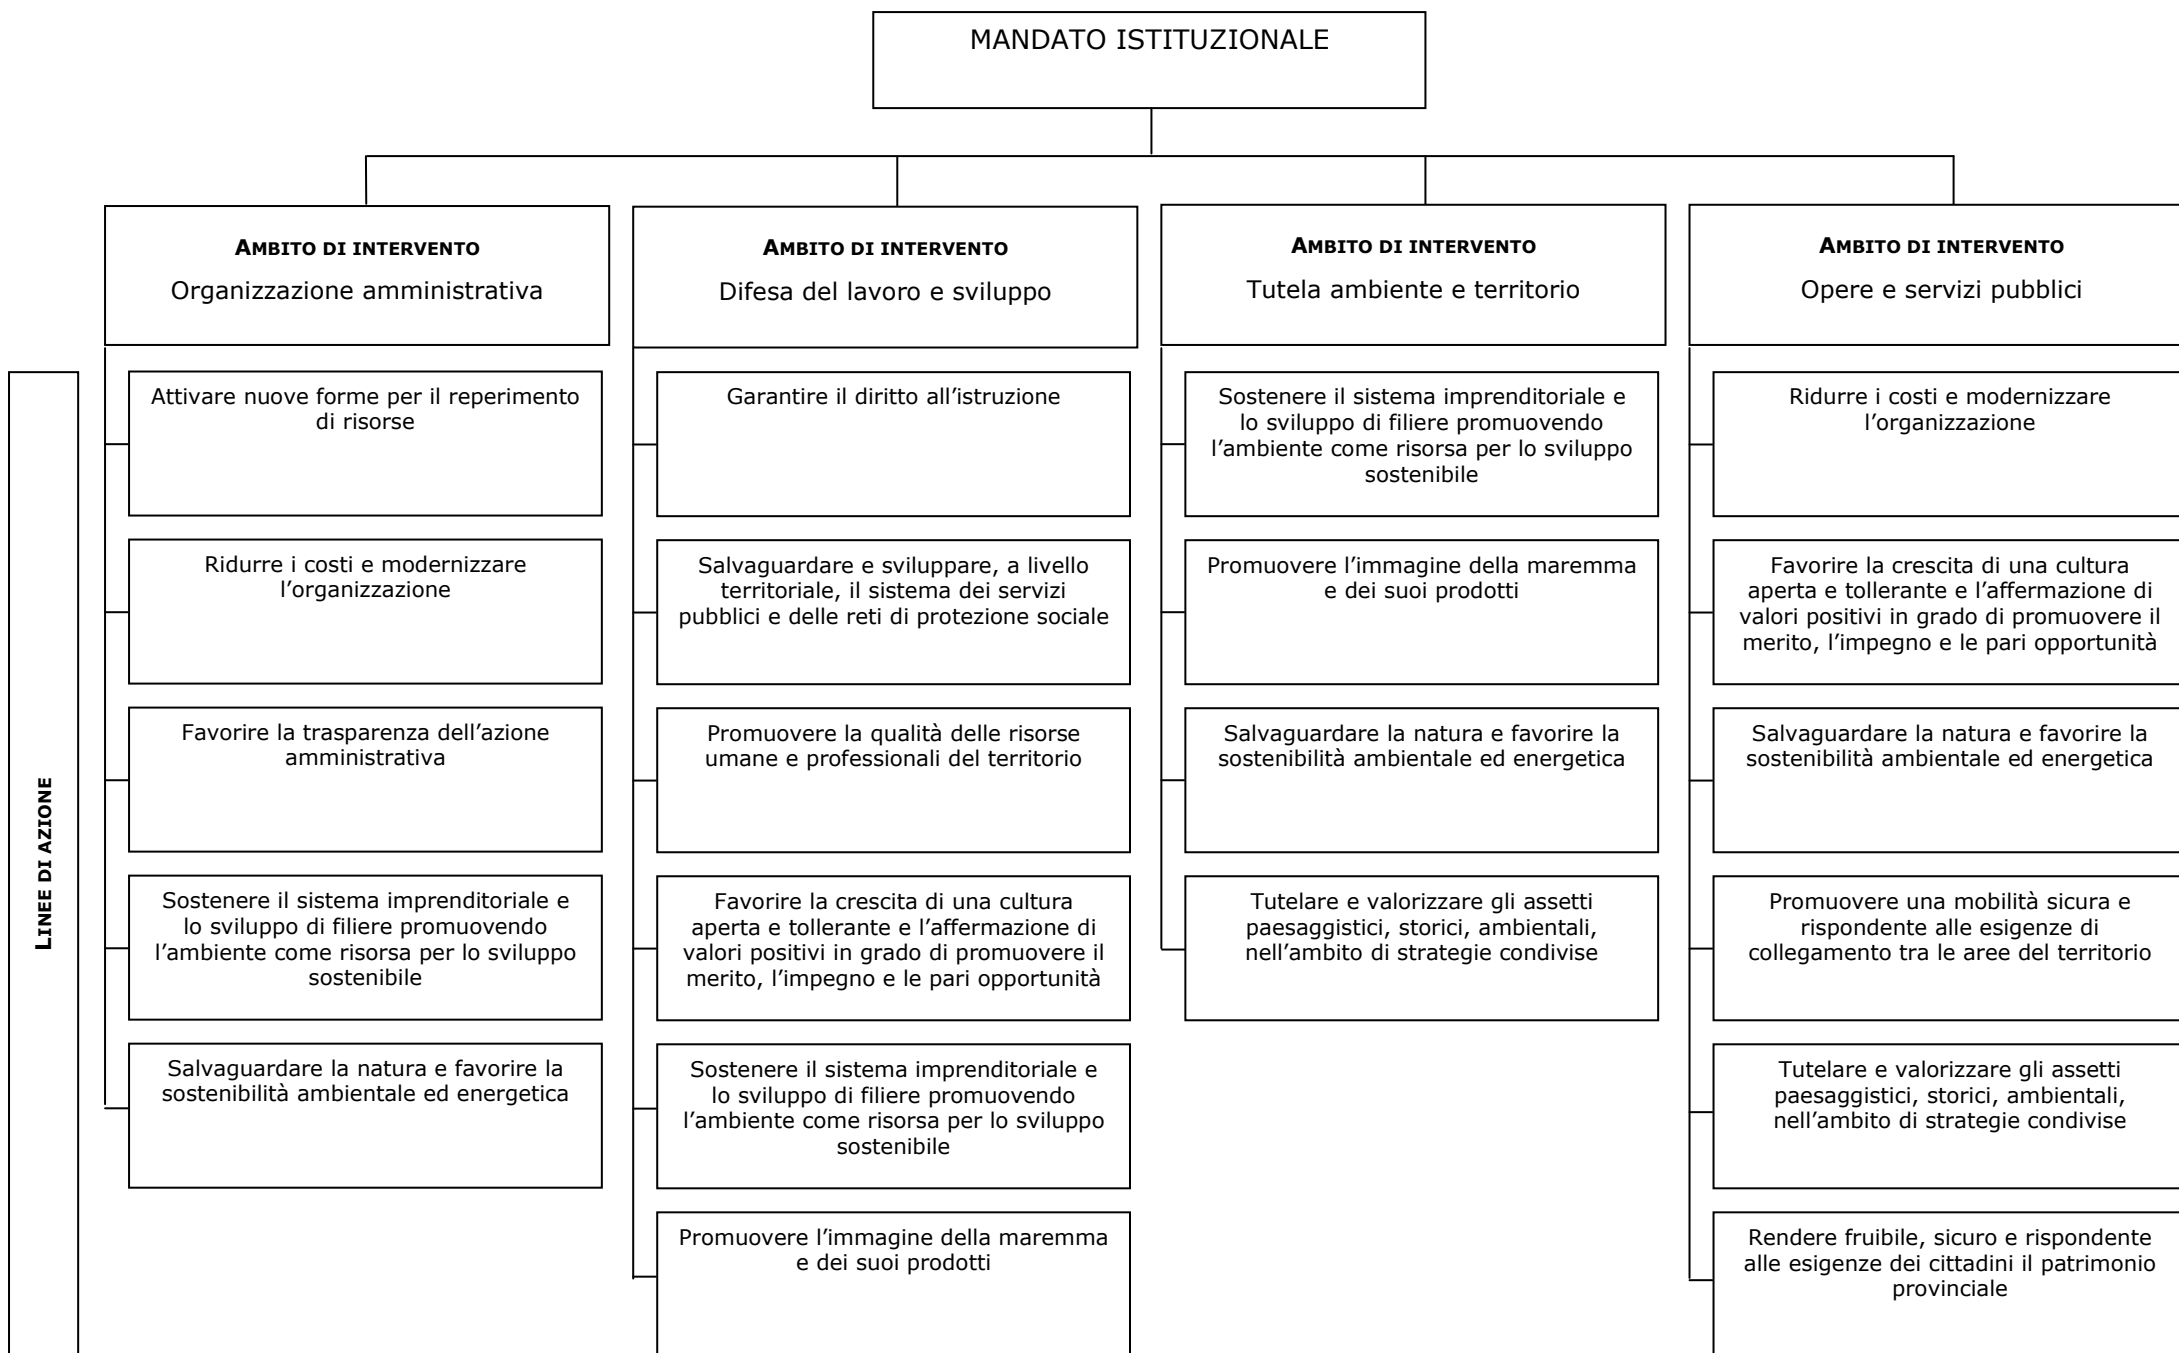 MANDATO ISTITUZIONALE
AMBITO DI INTERVENTO
Organizzazione amministrativa
AMBITO DI INTERVENTO
Difesa del lavoro e sviluppo
AMBITO DI INTERVENTO
Tutela ambiente e territorio
AMBITO DI INTERVENTO
Opere e servizi pubblici
LINEE DI AZIONE
Attivare nuove forme per il reperimento
di risorse
Ridurre i costi e modernizzare
l’organizzazione
Favorire la trasparenza dell’azione
amministrativa
Sostenere il sistema imprenditoriale e
lo sviluppo di filiere promuovendo
l’ambiente come risorsa per lo sviluppo
sostenibile
Salvaguardare la natura e favorire la
sostenibilità ambientale ed energetica
Garantire il diritto all’istruzione
Salvaguardare e sviluppare, a livello
territoriale, il sistema dei servizi
pubblici e delle reti di protezione sociale
Promuovere la qualità delle risorse
umane e professionali del territorio
Favorire la crescita di una cultura
aperta e tollerante e l’affermazione di
valori positivi in grado di promuovere il
merito, l’impegno e le pari opportunità
Sostenere il sistema imprenditoriale e
lo sviluppo di filiere promuovendo
l’ambiente come risorsa per lo sviluppo
sostenibile
Promuovere l’immagine della maremma
e dei suoi prodotti
Sostenere il sistema imprenditoriale e
lo sviluppo di filiere promuovendo
l’ambiente come risorsa per lo sviluppo
sostenibile
Promuovere l’immagine della maremma
e dei suoi prodotti
Salvaguardare la natura e favorire la
sostenibilità ambientale ed energetica
Tutelare e valorizzare gli assetti
paesaggistici, storici, ambientali,
nell’ambito di strategie condivise
Ridurre i costi e modernizzare
l’organizzazione
Favorire la crescita di una cultura
aperta e tollerante e l’affermazione di
valori positivi in grado di promuovere il
merito, l’impegno e le pari opportunità
Salvaguardare la natura e favorire la
sostenibilità ambientale ed energetica
Promuovere una mobilità sicura e
rispondente alle esigenze di
collegamento tra le aree del territorio
Tutelare e valorizzare gli assetti
paesaggistici, storici, ambientali,
nell’ambito di strategie condivise
Rendere fruibile, sicuro e rispondente
alle esigenze dei cittadini il patrimonio
provinciale